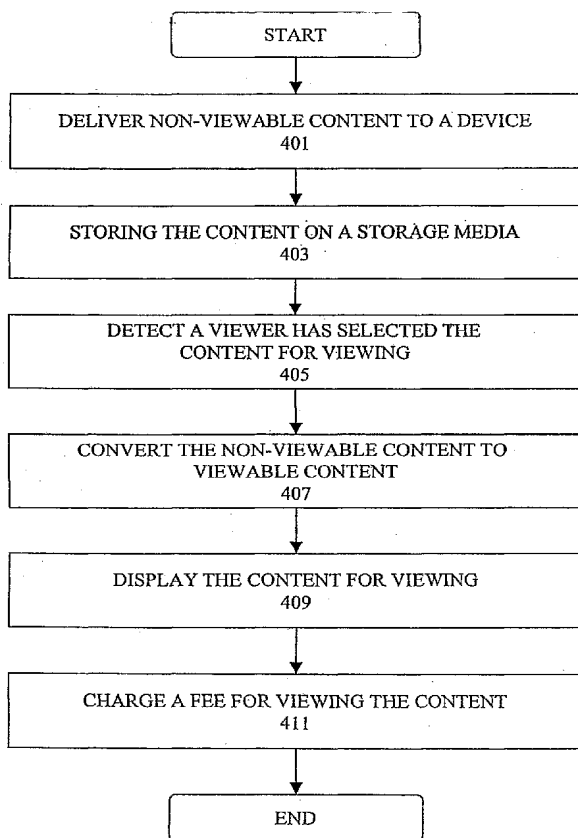 START
DELIVER NON-VIEWABLE CONTENT TO A DEVICE
401
STORING THE CONTENT ON A STORAGE MEDIA
403
DETECT A VIEWER HAS SELECTED THE
CONTENT FOR VIEWING
405
CONVERT THE NON-VIEWABLE CONTENT TO
VIEWABLE CONTENT
407
DISPLAY THE CONTENT FOR VIEWING
409
CHARGE A FEE FOR VIEWING THE CONTENT
411
END